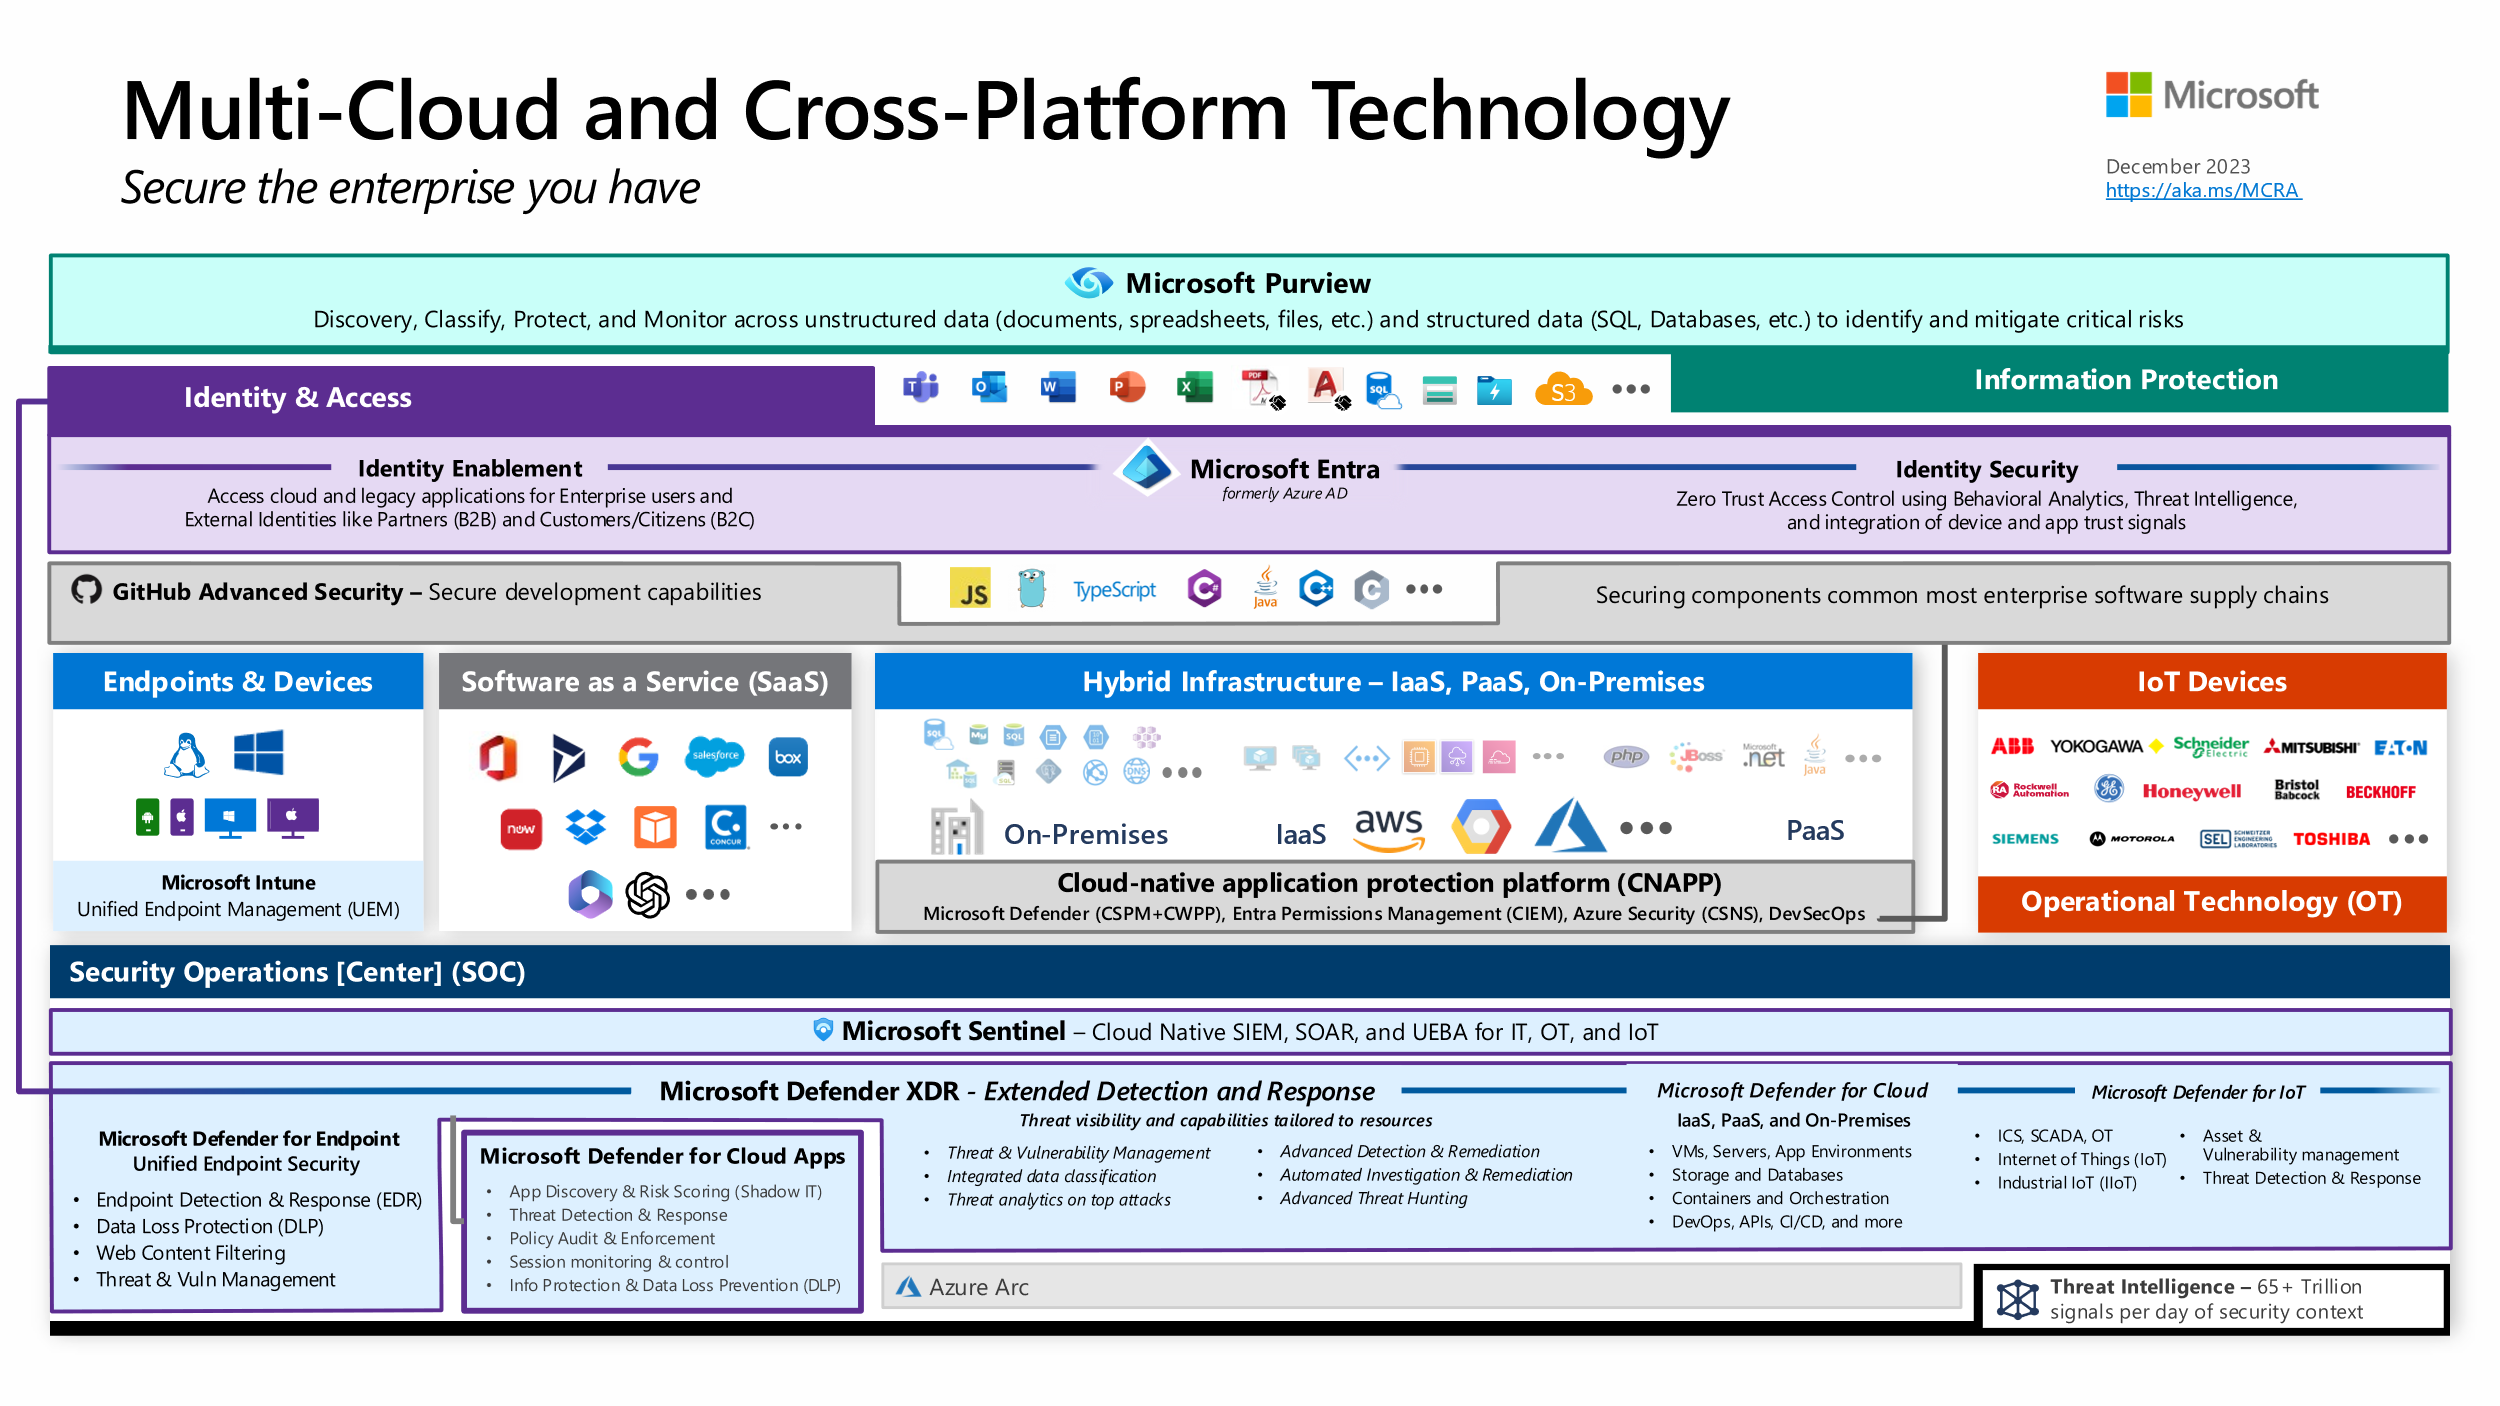 Multi-Cloud and Cross-Platform Technology
Secure the enterprise you have
Microsoft
December 2023
https://aka.ms/MCRA
Microsoft Purview
Discovery, Classify, Protect, and Monitor across unstructured data (documents, spreadsheets, files, etc.) and structured data (SQL, Databases, etc.) to identify and mitigate critical risks
Identity & Access
T
O
W
P
X
PDF
A
SQL
S3
Information Protection
Identity Enablement
Access cloud and legacy applications for Enterprise users and
External Identities like Partners (B2B) and Customers/Citizens (B2C)
Microsoft Entra
formerly Azure AD
Identity Security
Zero Trust Access Control using Behavioral Analytics, Threat Intelligence,
and integration of device and app trust signals
GitHub Advanced Security – Secure development capabilities
JS
TypeScript
C#
Java
C++
C
Securing components common most enterprise software supply chains
Endpoints & Devices
Microsoft Intune
Unified Endpoint Management (UEM)
Software as a Service (SaaS)
salesforce
box
now
C.
CONCUR
Hybrid Infrastructure – IaaS, PaaS, On-Premises
SQL
My
SQL
DNS
php
JBoss
Microsoft
.net
Java
On-Premises
IaaS
aws
PaaS
Cloud-native application protection platform (CNAPP)
Microsoft Defender (CSPM+CWPP), Entra Permissions Management (CIEM), Azure Security (CSNS), DevSecOps
IoT Devices
ABB
YOKOGAWA
Schneider
Electric
MITSUBISHI
EATON
RA
Rockwell
Automation
GE
Honeywell
Bristol
Babcock
BECKHOFF
SIEMENS
MOTOROLA
SEL
SCHWEITZER
ENGINEERING
LABORATORIES
TOSHIBA
Operational Technology (OT)
Security Operations [Center] (SOC)
Microsoft Sentinel – Cloud Native SIEM, SOAR, and UEBA for IT, OT, and IoT
Microsoft Defender XDR - Extended Detection and Response
Threat visibility and capabilities tailored to resources
Microsoft Defender for Endpoint
Unified Endpoint Security
• Endpoint Detection & Response (EDR)
• Data Loss Protection (DLP)
• Web Content Filtering
• Threat & Vuln Management
Microsoft Defender for Cloud Apps
• App Discovery & Risk Scoring (Shadow IT)
• Threat Detection & Response
• Policy Audit & Enforcement
• Session monitoring & control
• Info Protection & Data Loss Prevention (DLP)
• Threat & Vulnerability Management
• Integrated data classification
• Threat analytics on top attacks
• Advanced Detection & Remediation
• Automated Investigation & Remediation
• Advanced Threat Hunting
Microsoft Defender for Cloud
IaaS, PaaS, and On-Premises
• VMs, Servers, App Environments
• Storage and Databases
• Containers and Orchestration
• DevOps, APIs, CI/CD, and more
Microsoft Defender for IoT
• ICS, SCADA, OT
• Internet of Things (IoT)
• Industrial IoT (IIoT)
• Asset &
Vulnerability management
• Threat Detection & Response
Azure Arc
Threat Intelligence – 65+ Trillion
signals per day of security context